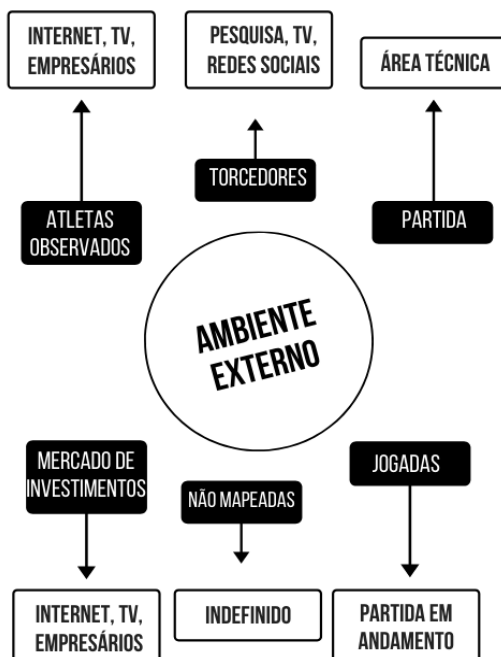 INTERNET, TV,
EMPRESÁRIOS
PESQUISA, TV,
REDES SOCIAIS
ÁREA TÉCNICA
TORCEDORES
ATLETAS
OBSERVADOS
PARTIDA
AMBIENTE
EXTERNO
MERCADO DE
INVESTIMENTOS
NÃO MAPEADAS
JOGADAS
INTERNET, TV,
EMPRESÁRIOS
INDEFINIDO
PARTIDA EM
ANDAMENTO